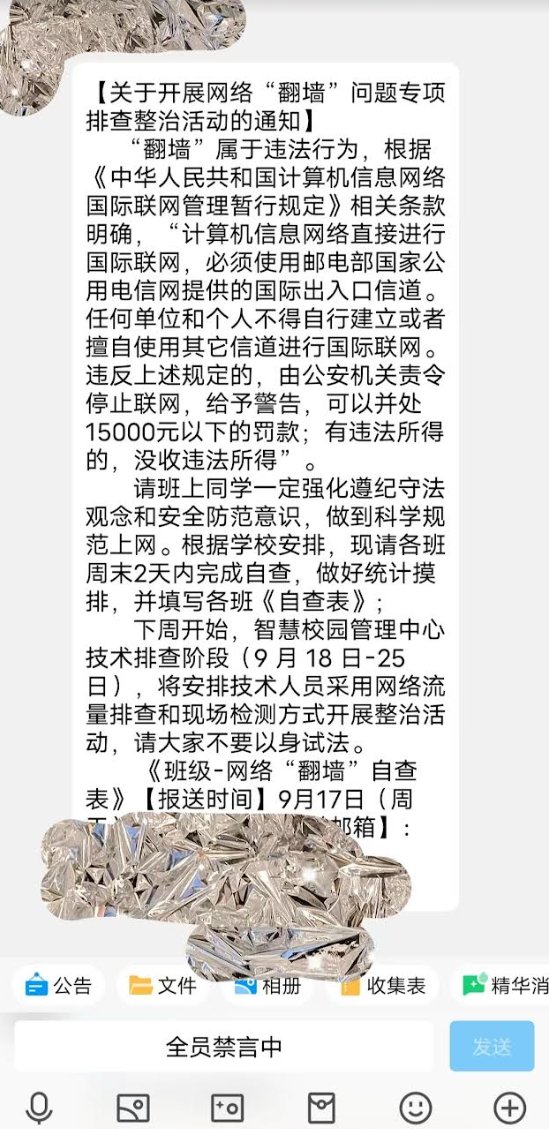 【关于开展网络“翻墙”问题专项
排查整治活动的通知】
“翻墙”属于违法行为，根据
《中华人民共和国计算机信息网络
国际联网管理暂行规定》相关条款
明确，“计算机信息网络直接进行
国际联网，必须使用邮电部国家公
用电信网提供的国际出入口信道。
任何单位和个人不得自行建立或者
擅自使用其它信道进行国际联网。
违反上述规定的，由公安机关责令
停止联网，给予警告，可以并处
15000元以下的罚款；有违法所得
的，没收违法所得”。
请班上同学一定强化遵纪守法
观念和安全防范意识，做到科学规
范上网。根据学校安排，现请各班
周末2天内完成自查，做好统计摸
排，并填写各班《自查表》；
下周开始，智慧校园管理中心
技术排查阶段（9 月 18 日-25
日），将安排技术人员采用网络流
量排查和现场检测方式开展整治活
动，请大家不要以身试法。
《班级-网络“翻墙”自查
表》【报送时间】9月17日（周
邮箱】：
公告 文件 相册 收集表 精华消
全员禁言中 发送